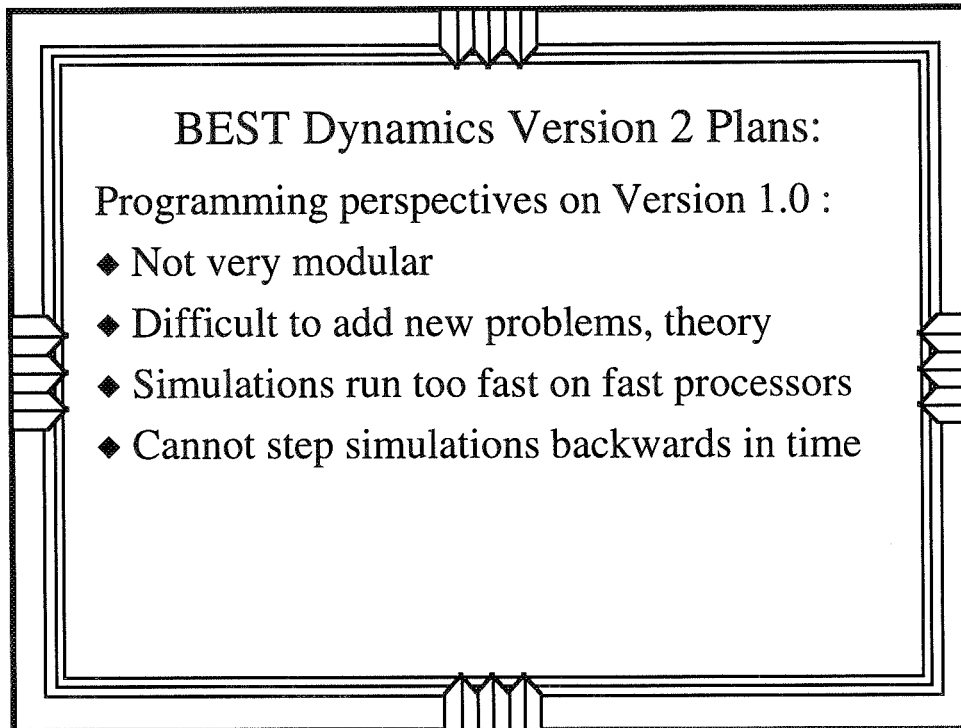 BEST Dynamics Version 2 Plans:
Programming perspectives on Version 1.0 :
◆ Not very modular
◆ Difficult to add new problems, theory
◆ Simulations run too fast on fast processors
◆ Cannot step simulations backwards in time